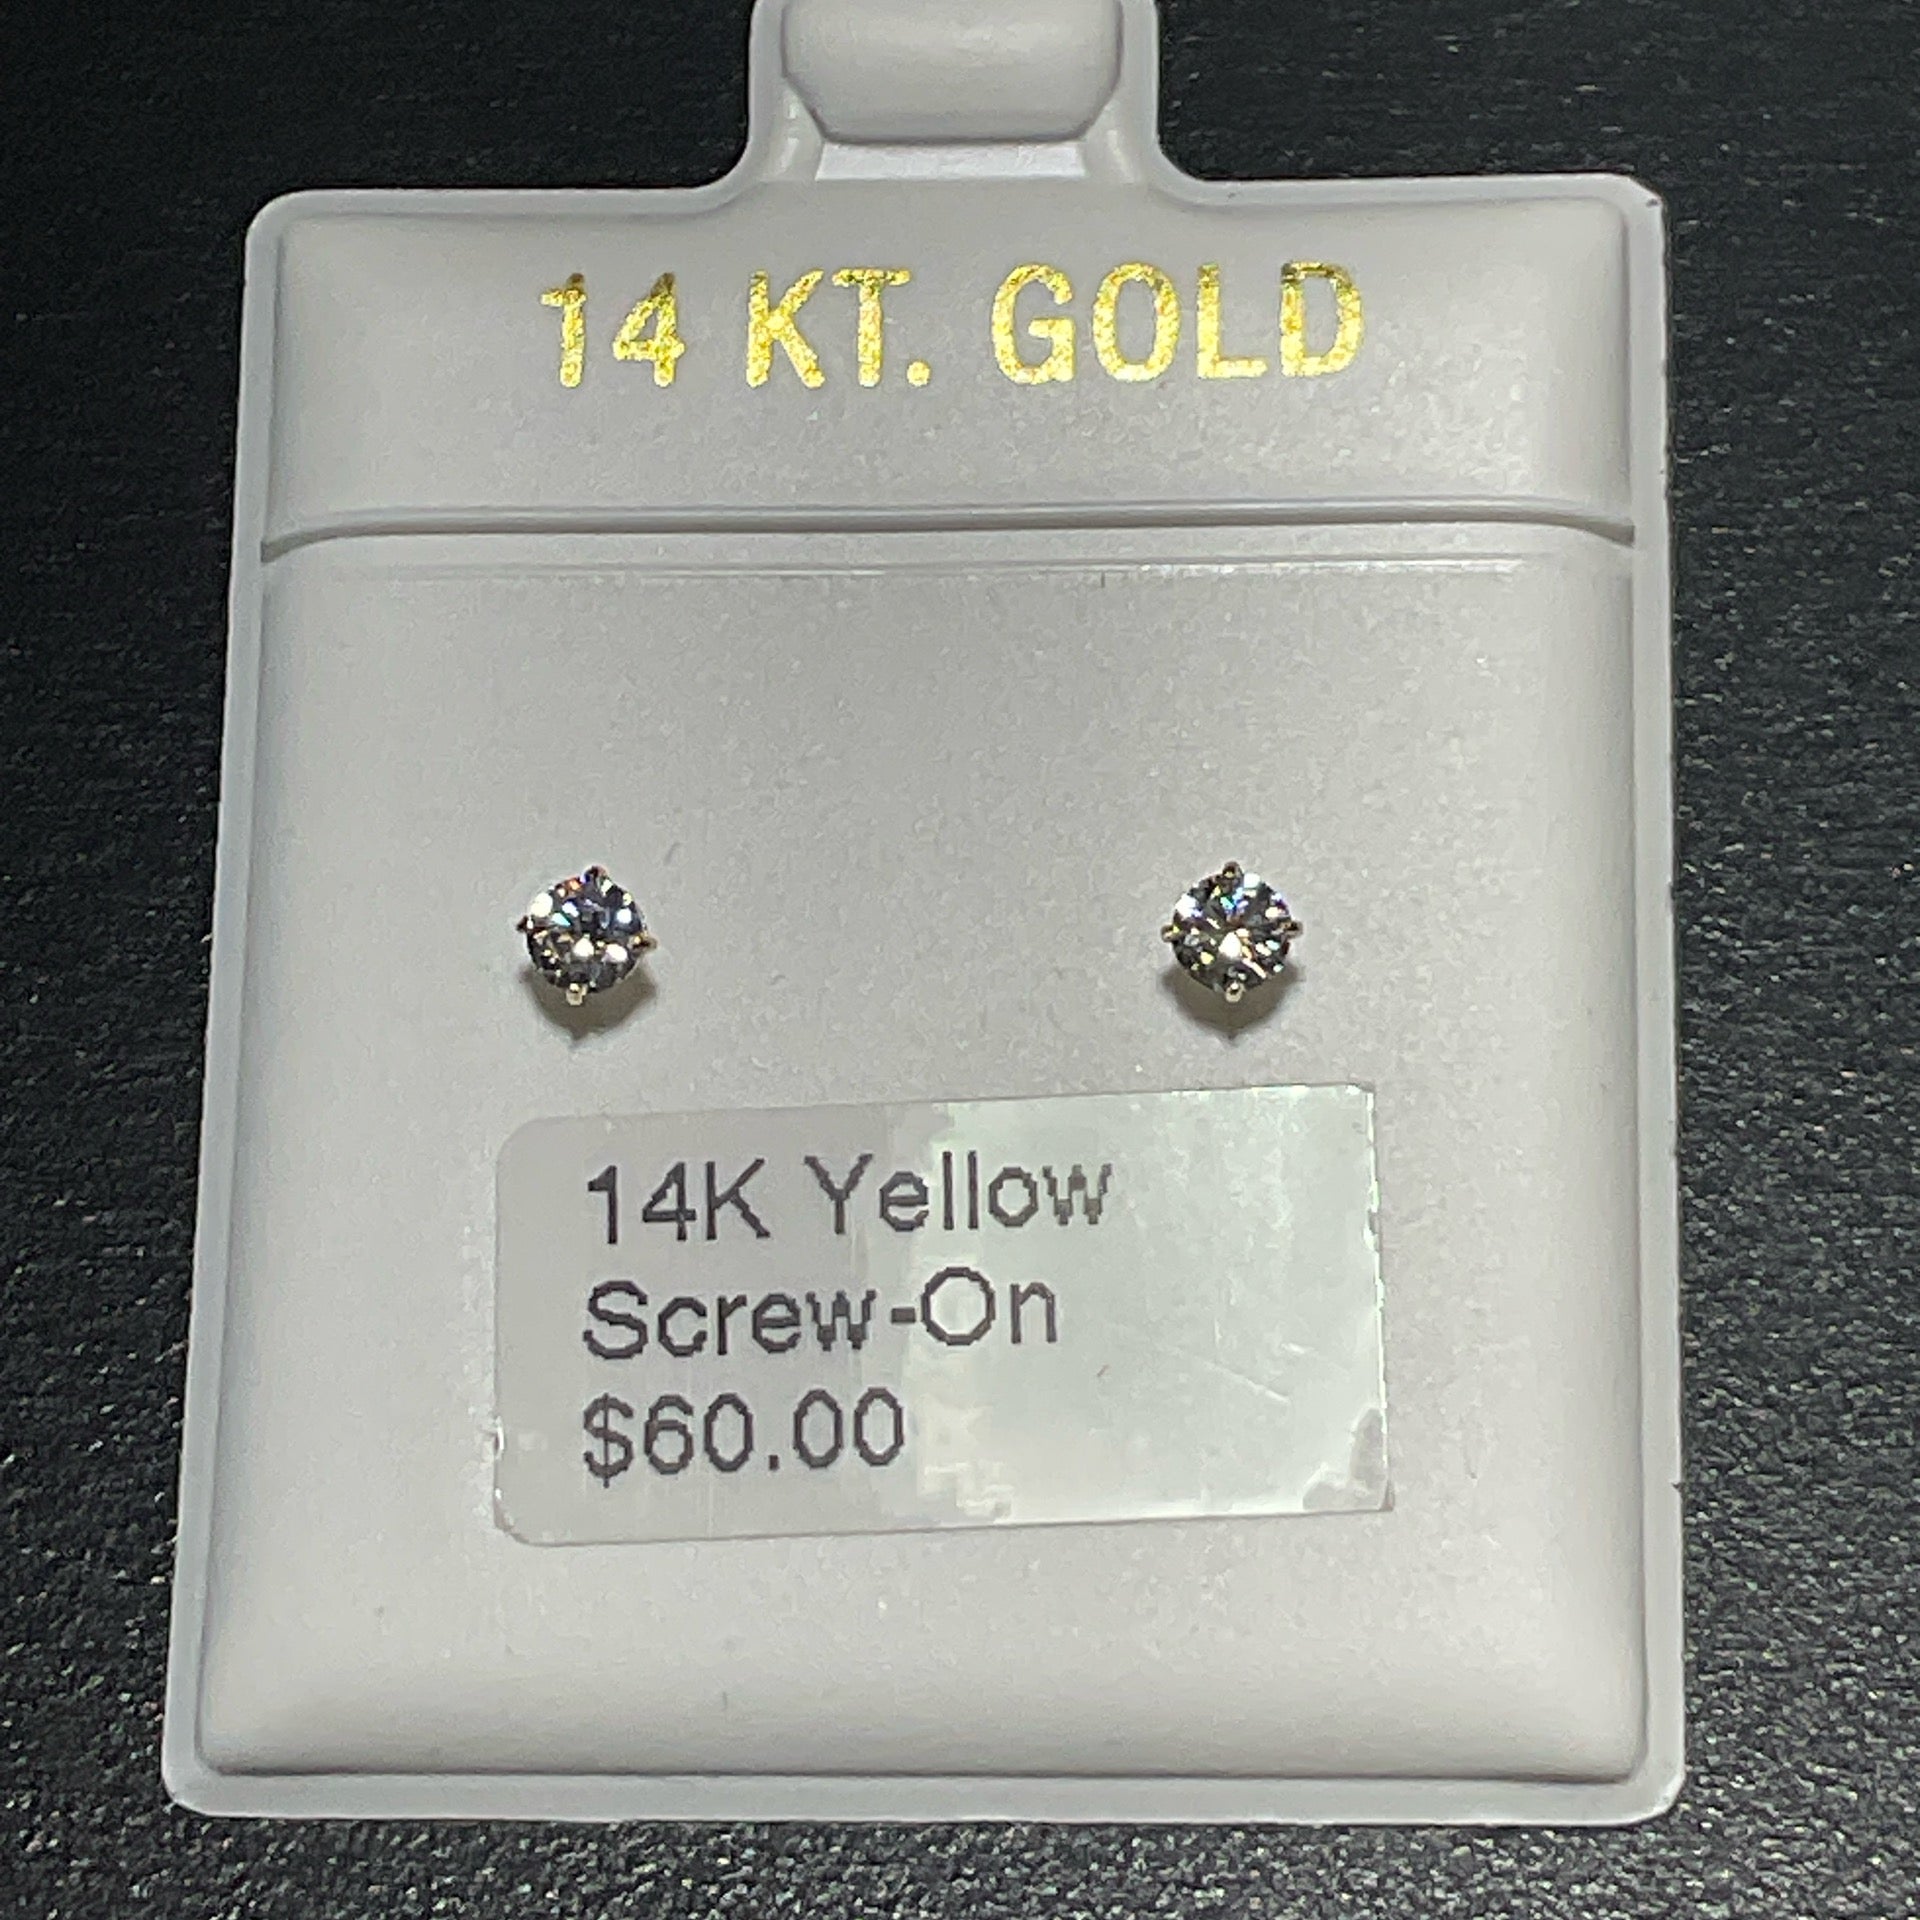 14 KT. GOLD
14K Yellow
Screw-On
$60.00